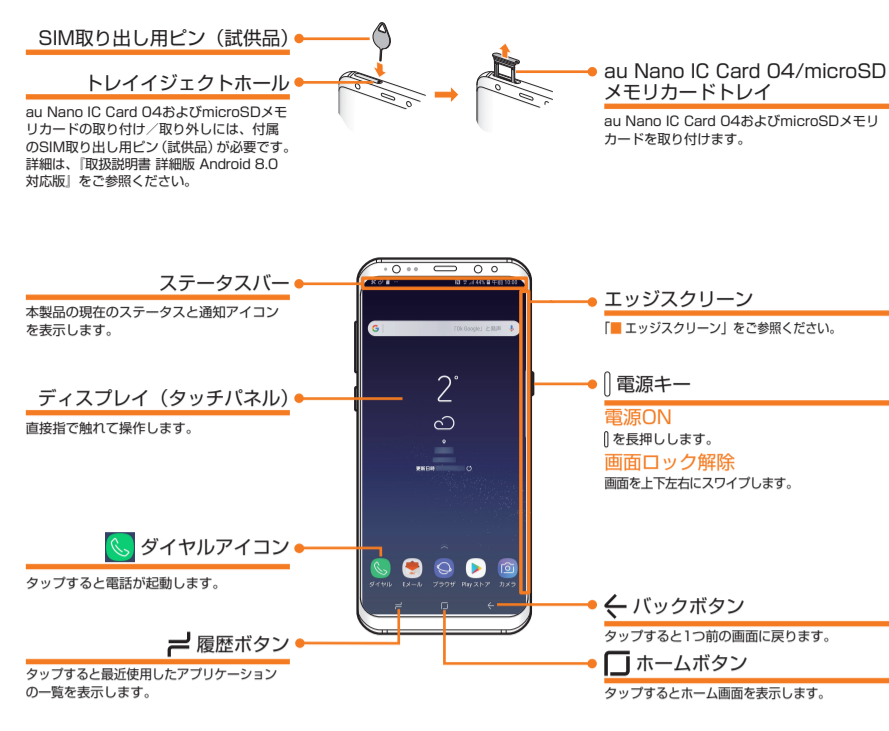 SIM取り出し用ピン（試供品）
トレイイジェクトホール
au Nano IC Card 04およびmicroSDメモ
リカードの取り付け／取り外しには、付属
のSIM取り出し用ピン（試供品）が必要です。
詳細は、『取扱説明書 詳細版 Android 8.0
対応版』をご参照ください。
au Nano IC Card 04/microSD
メモリカードトレイ
au Nano IC Card 04およびmicroSDメモリ
カードを取り付けます。
ステータスバー
本製品の現在のステータスと通知アイコン
を表示します。
ディスプレイ（タッチパネル）
直接指で触れて操作します。
ダイヤルアイコン
タップすると電話が起動します。
履歴ボタン
タップすると最近使用したアプリケーション
の一覧を表示します。
44% 午前10:00
G 「Ok Google」と発声
2°
更新日時
ダイヤル Eメール ブラウザ Play ストア カメラ
エッジスクリーン
「■ エッジスクリーン」をご参照ください。
電源キー
電源ON
を長押しします。
画面ロック解除
画面を上下左右にスワイプします。
バックボタン
タップすると1つ前の画面に戻ります。
ホームボタン
タップするとホーム画面を表示します。